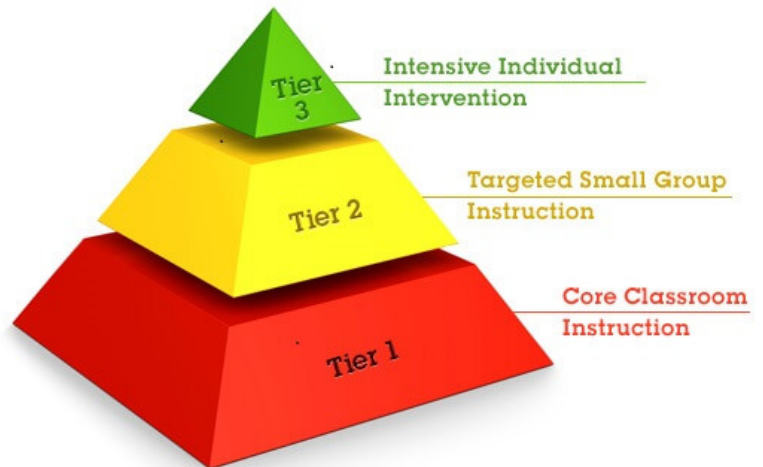 Tier
3
Intensive Individual
Intervention
Tier 2
Targeted Small Group
Instruction
Tier 1
Core Classroom
Instruction